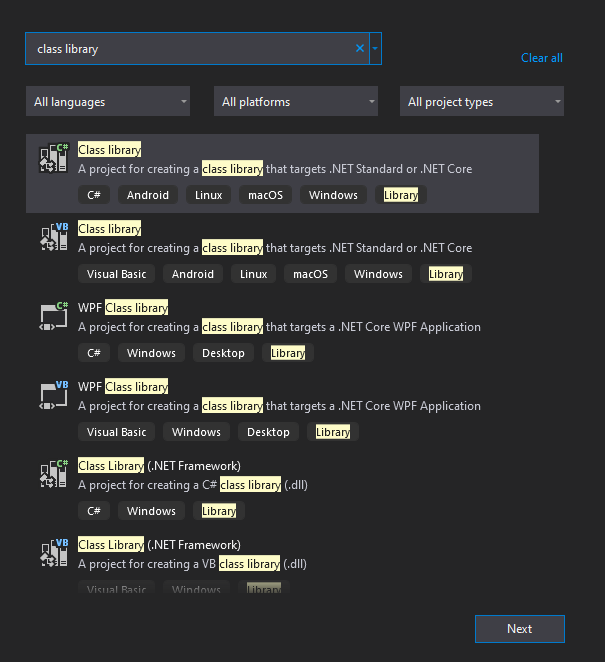 class library
Clear all
All languages All platforms All project types
C#
Class library
A project for creating a class library that targets .NET Standard or .NET Core
C# Android Linux macOS Windows Library
VB
Class library
A project for creating a class library that targets .NET Standard or .NET Core
Visual Basic Android Linux macOS Windows Library
C#
WPF Class library
A project for creating a class library that targets a .NET Core WPF Application
C# Windows Desktop Library
VB
WPF Class library
A project for creating a class library that targets a .NET Core WPF Application
Visual Basic Windows Desktop Library
C#
Class Library (.NET Framework)
A project for creating a C# class library (.dll)
C# Windows Library
VB
Class Library (.NET Framework)
A project for creating a VB class library (.dll)
Visual Basic Windows Library
Next